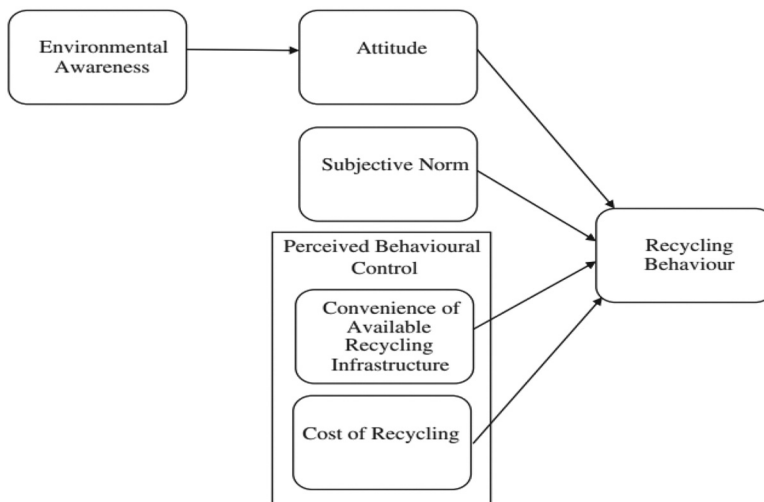 Environmental
Awareness
Attitude
Subjective Norm
Perceived Behavioural
Control
Convenience of
Available
Recycling
Infrastructure
Cost of Recycling
Recycling
Behaviour